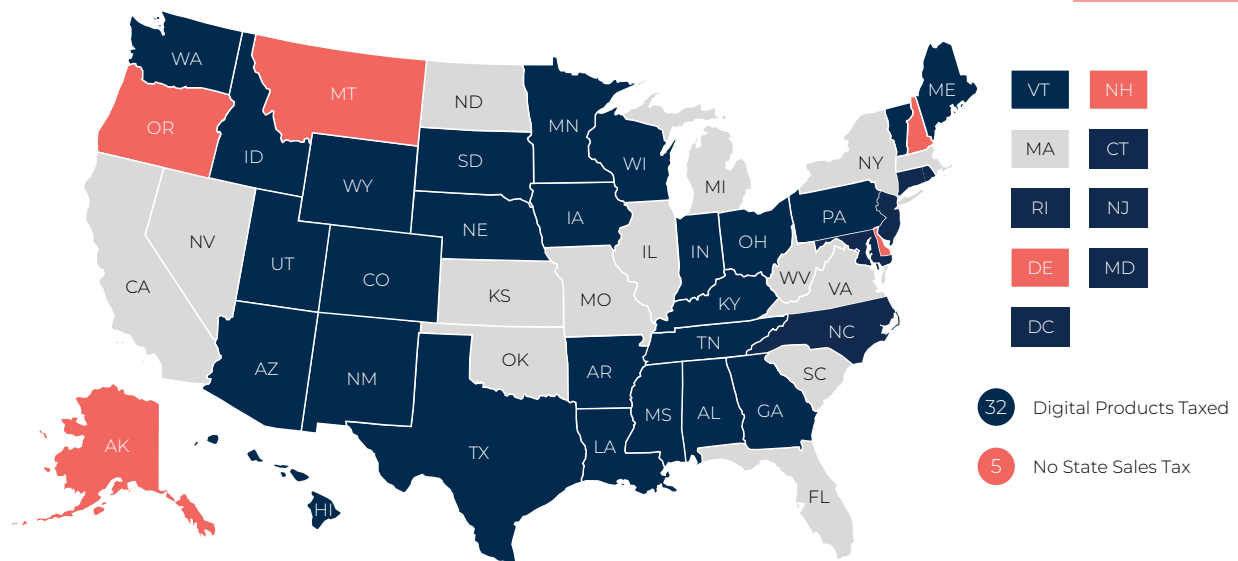 WA
MT
ND
MN
ME
VT
NH
OR
ID
SD
WI
NY
MA
CT
WY
MI
NV
NE
IA
PA
RI
NJ
UT
CO
IL
IN
OH
CA
KS
MO
WV
VA
DE
MD
KY
NC
DC
AZ
NM
OK
AR
TN
SC
MS
AL
GA
32 Digital Products Taxed
AK
TX
LA
5 No State Sales Tax
HI
FL